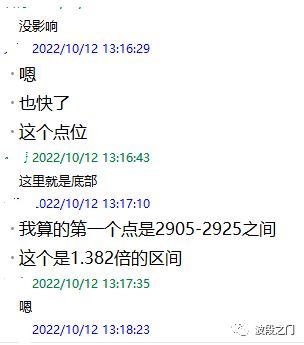 没影响
2022/10/12 13:16:29
嗯
也快了
这个点位
2022/10/12 13:16:43
这里就是底部
2022/10/12 13:17:10
我算的第一个点是2905-2925之间
这个是1.382倍的区间
2022/10/12 13:17:35
嗯
2022/10/12 13:18:23
波段之门